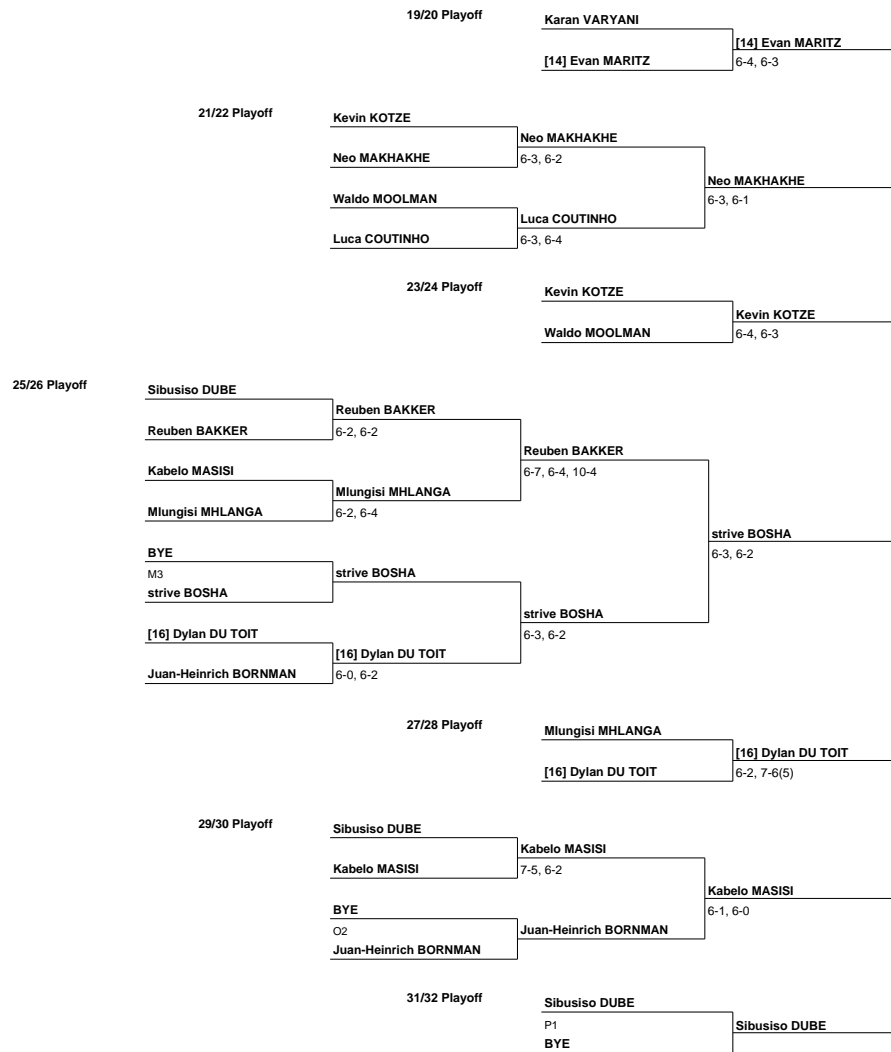 19/20 Playoff
Karan VARYANI
[14] Evan MARITZ
[14] Evan MARITZ
6-4, 6-3
21/22 Playoff
Kevin KOTZE
Neo MAKHAKHE
Neo MAKHAKHE
6-3, 6-2
Neo MAKHAKHE
6-3, 6-1
Waldo MOOLMAN
Luca COUTINHO
Luca COUTINHO
6-3, 6-4
23/24 Playoff
Kevin KOTZE
Kevin KOTZE
Waldo MOOLMAN
6-4, 6-3
25/26 Playoff
Sibusiso DUBE
Reuben BAKKER
Reuben BAKKER
6-2, 6-2
Reuben BAKKER
6-7, 6-4, 10-4
Kabelo MASISI
Mlungisi MHLANGA
Mlungisi MHLANGA
6-2, 6-4
strive BOSHA
6-3, 6-2
BYE
M3
strive BOSHA
strive BOSHA
strive BOSHA
6-3, 6-2
[16] Dylan DU TOIT
[16] Dylan DU TOIT
Juan-Heinrich BORNMAN
6-0, 6-2
27/28 Playoff
Mlungisi MHLANGA
[16] Dylan DU TOIT
[16] Dylan DU TOIT
6-2, 7-6(5)
29/30 Playoff
Sibusiso DUBE
Kabelo MASISI
Kabelo MASISI
7-5, 6-2
Kabelo MASISI
6-1, 6-0
BYE
O2
Juan-Heinrich BORNMAN
Juan-Heinrich BORNMAN
31/32 Playoff
Sibusiso DUBE
P1
Sibusiso DUBE
BYE